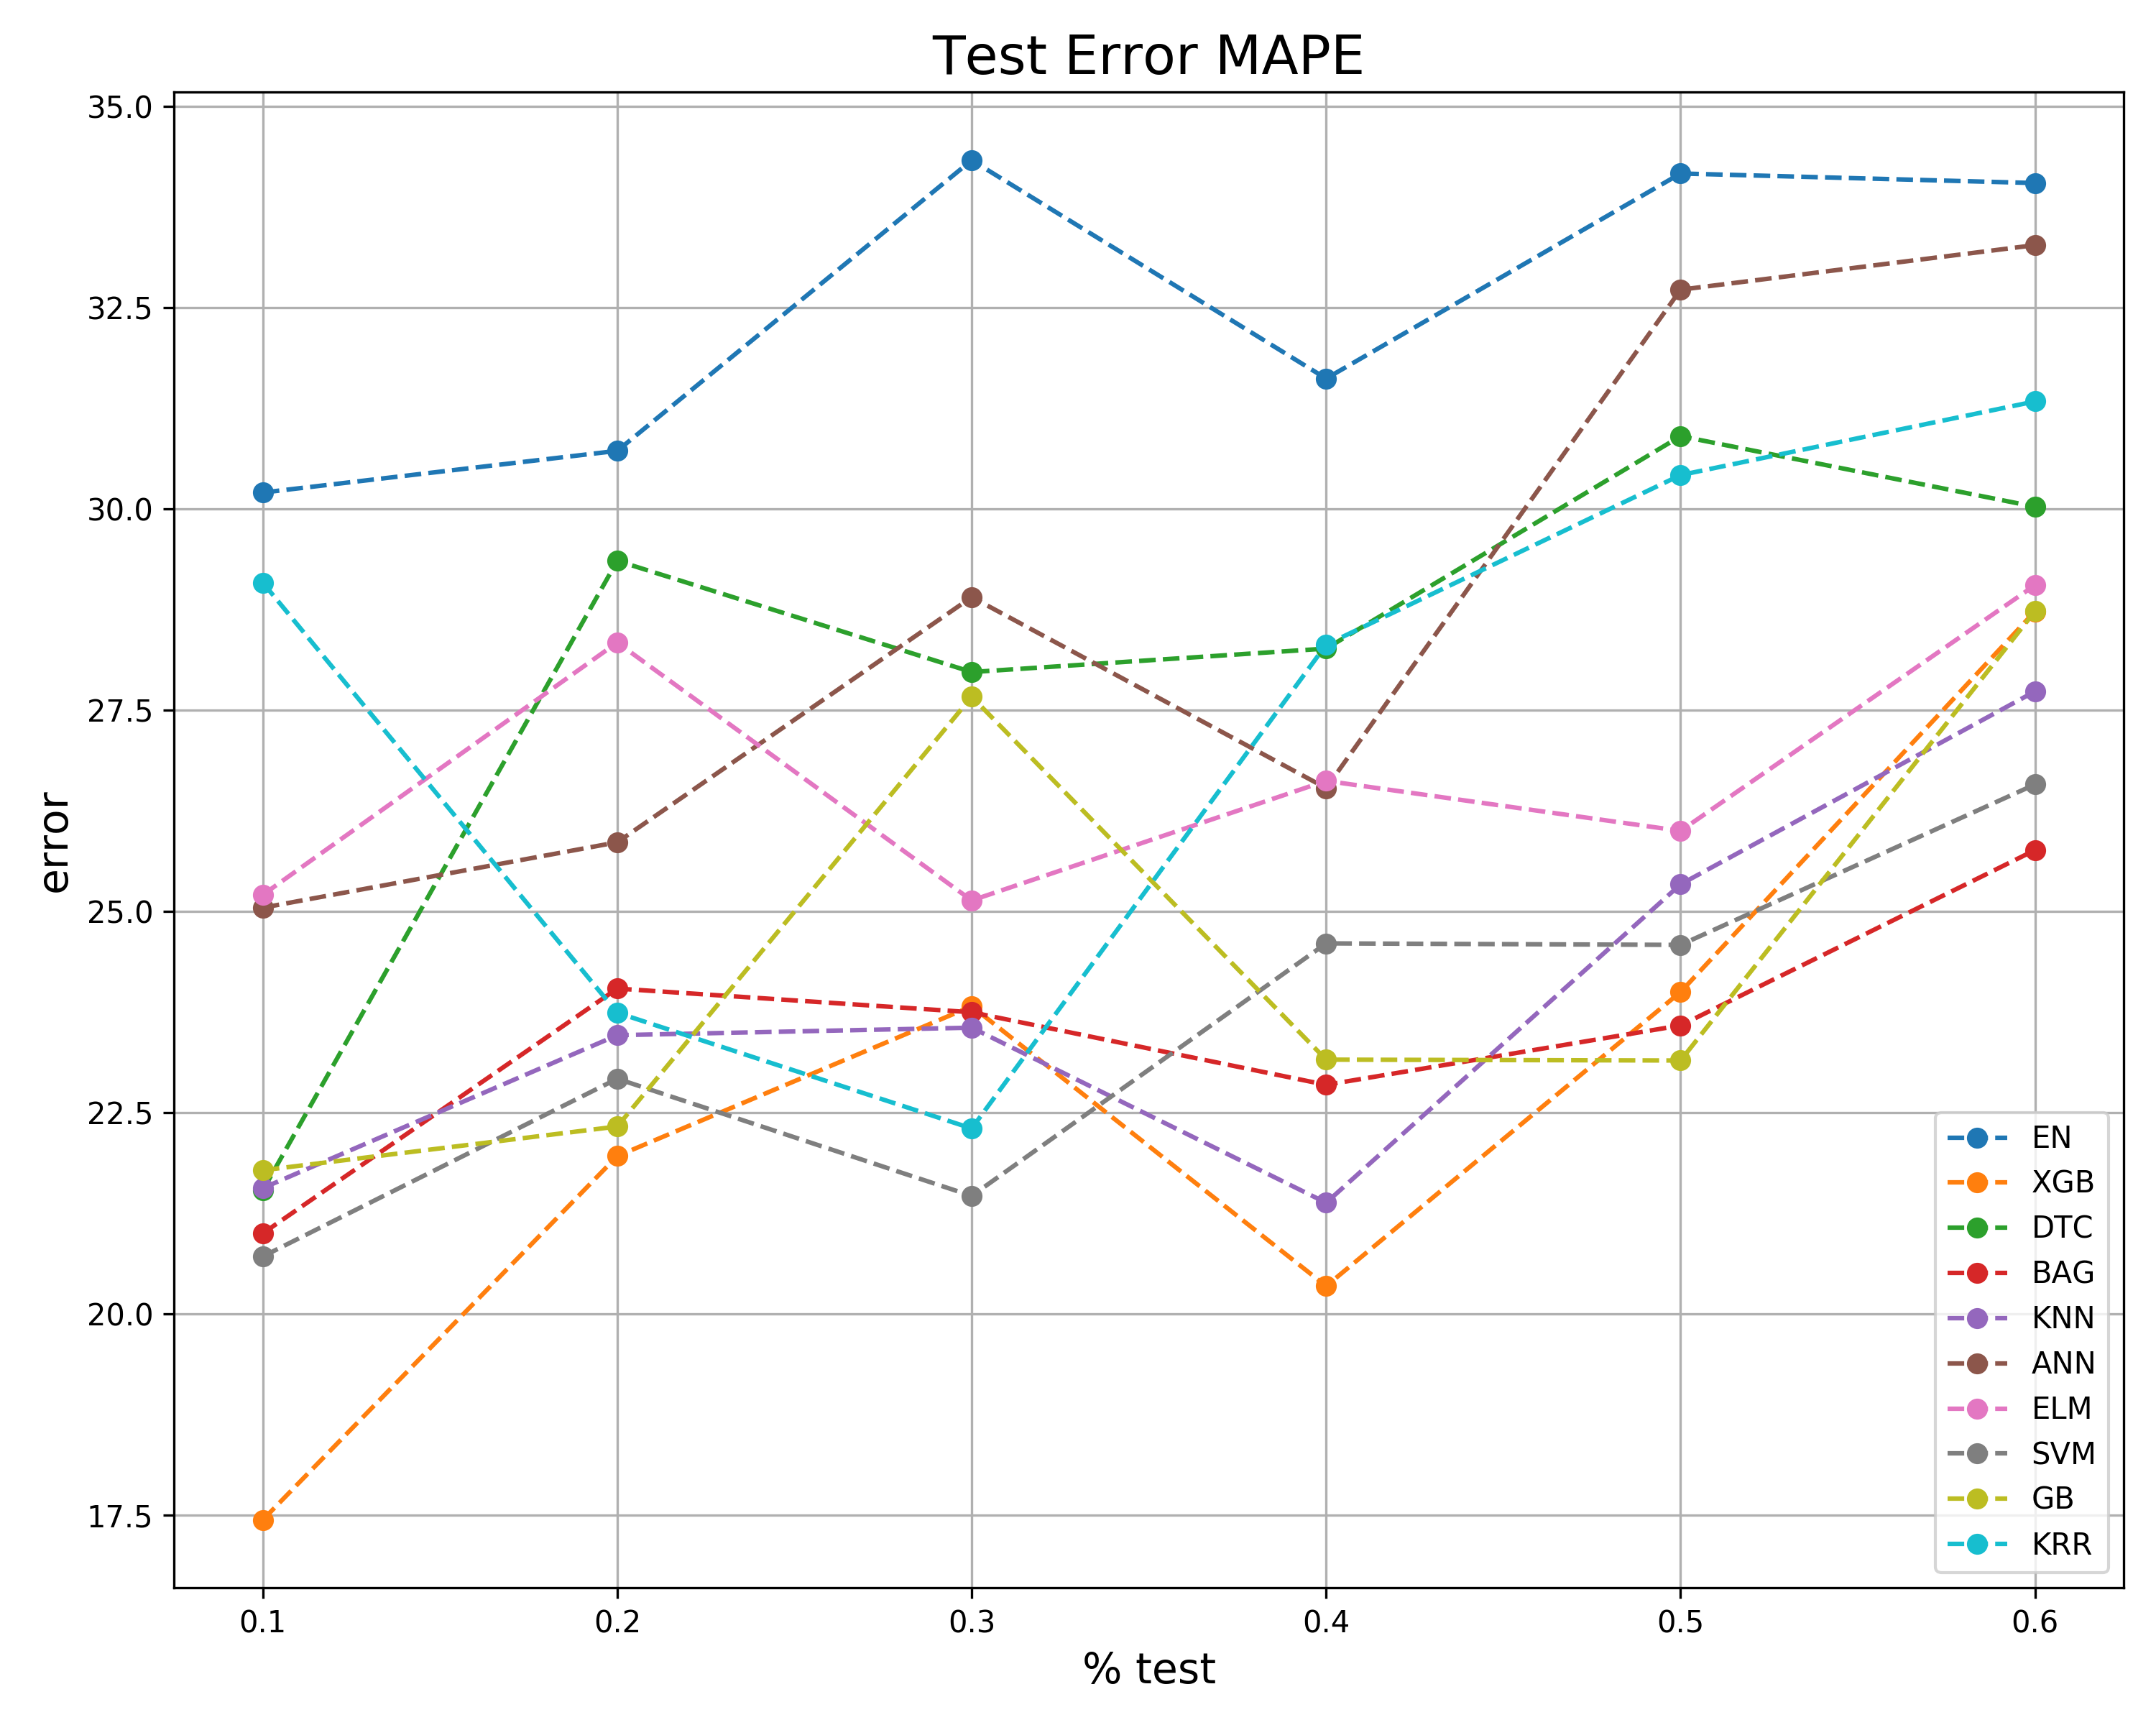 Test Error MAPE
35.0
32.5
30.0
27.5
25.0
22.5
20.0
17.5
error
0.1 0.2 0.3 0.4 0.5 0.6
% test
EN
XGB
DTC
BAG
KNN
ANN
ELM
SVM
GB
KRR